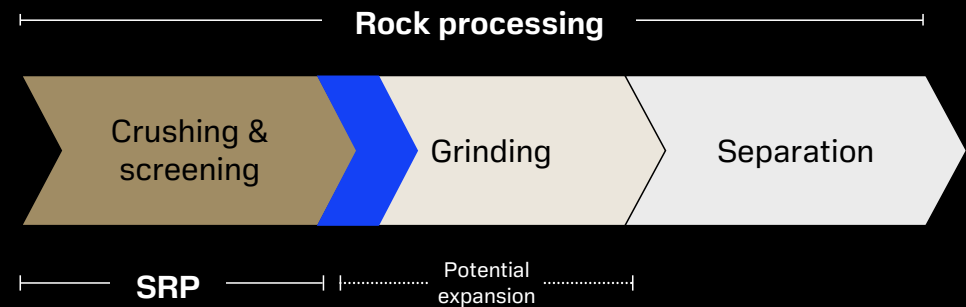 Rock processing
Crushing &
screening
Grinding
Separation
SRP
Potential
expansion